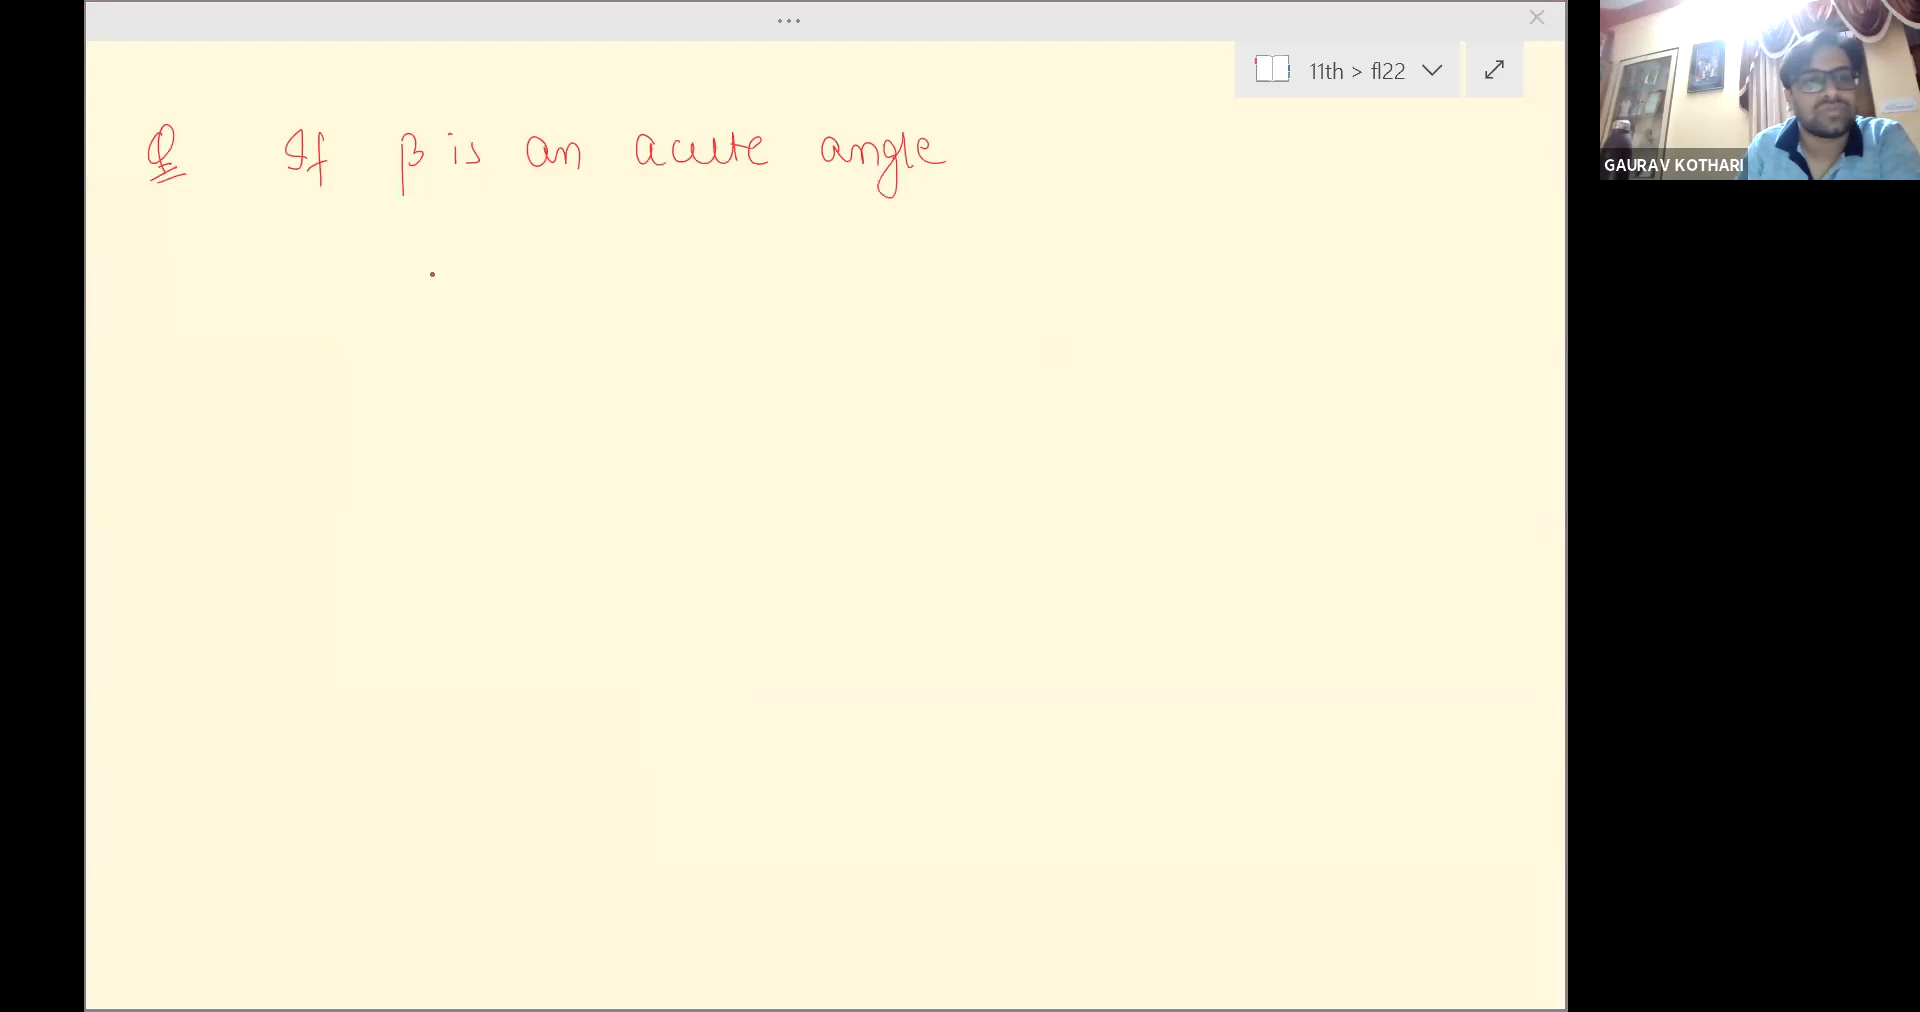 ...
11th > fl22
Q If β is an acute angle
GAURAV KOTHARI